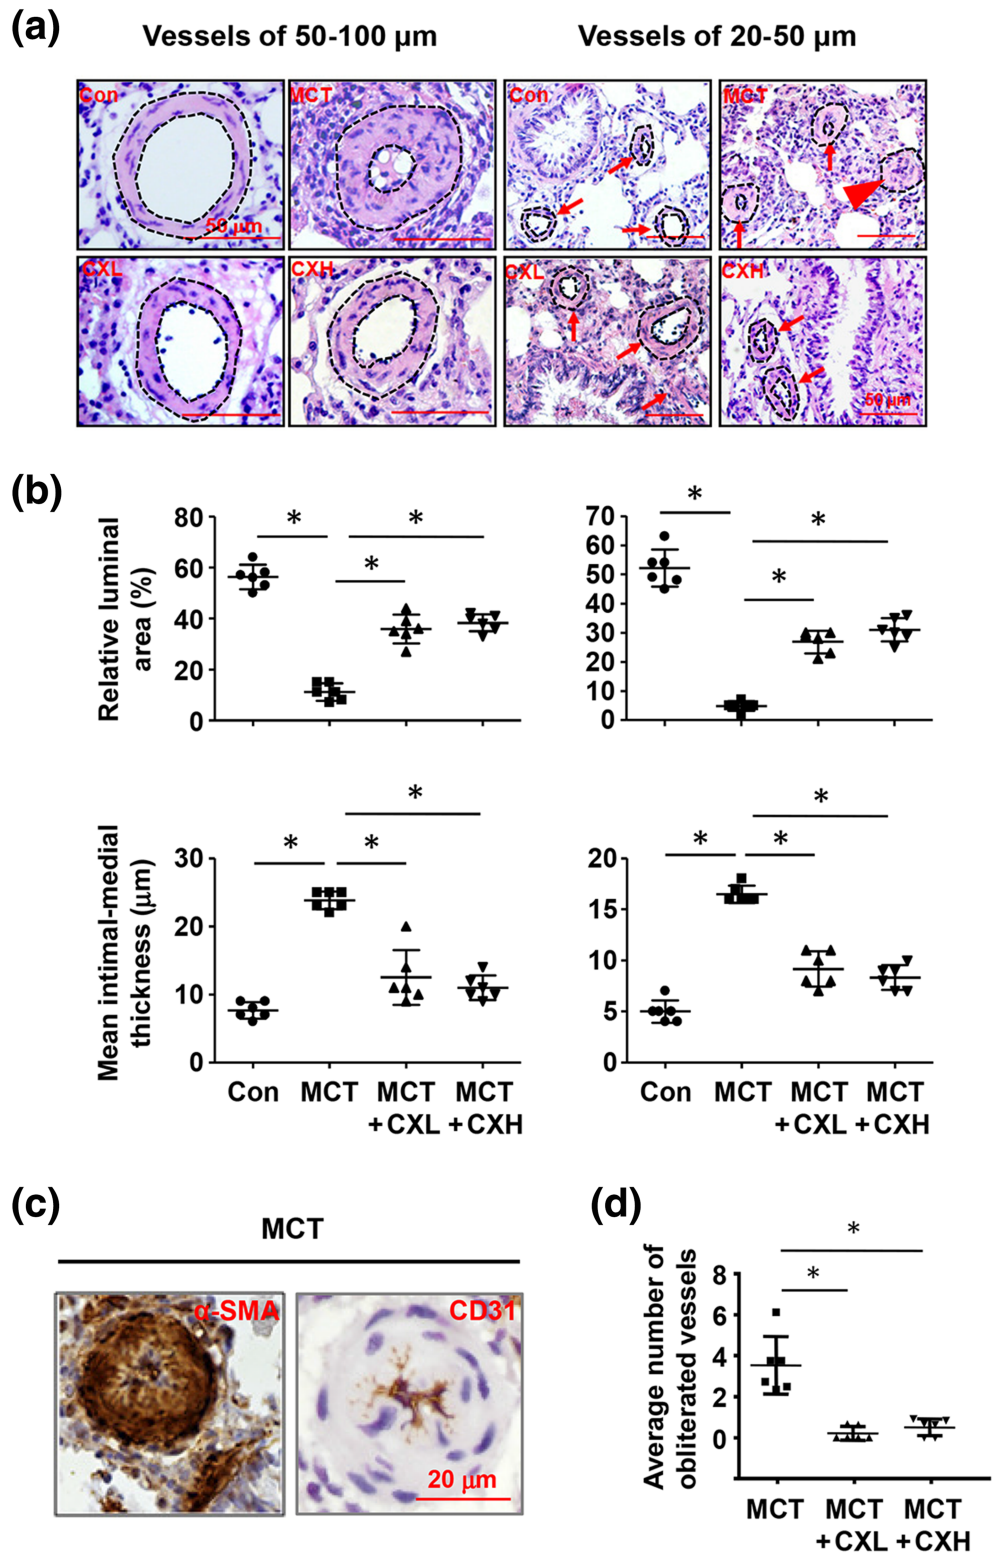 (a)
Vessels of 50-100 μm
Vessels of 20-50 μm
Con
50 μm
MCT
Con
MCT
CXL
CXH
CXL
CXH
50 μm
(b)
Relative luminal
area (%)
80
60
40
20
0
*
*
*
70
60
50
40
30
20
10
0
*
*
*
Mean intimal-medial
thickness (μm)
30
20
10
0
*
*
*
Con
MCT
MCT
+CXL
MCT
+CXH
20
15
10
5
0
*
*
*
Con
MCT
MCT
+CXL
MCT
+CXH
(c)
MCT
α-SMA
CD31
20 μm
(d)
Average number of
obliterated vessels
8
6
4
2
0
*
*
MCT
MCT
+CXL
MCT
+CXH